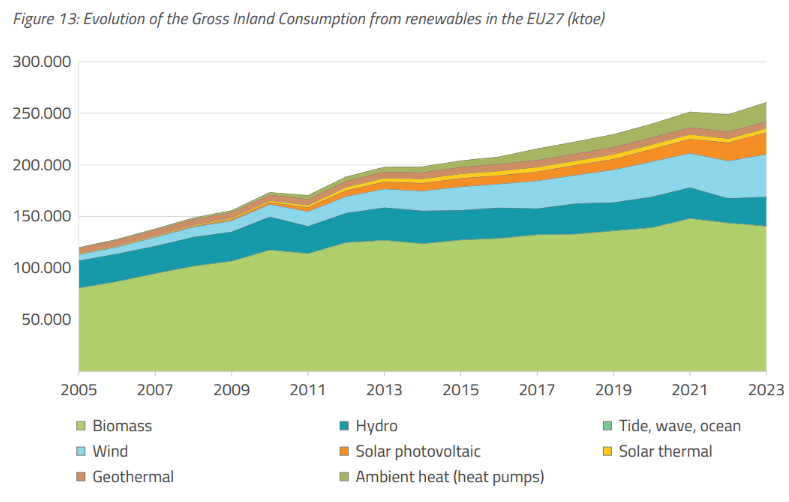 Figure 13: Evolution of the Gross Inland Consumption from renewables in the EU27 (ktoe)
300.000
250.000
200.000
150.000
100.000
50.000
2005 2007 2009 2011 2013 2015 2017 2019 2021 2023
Biomass Hydro Tide, wave, ocean
Wind Solar photovoltaic Solar thermal
Geothermal Ambient heat (heat pumps)